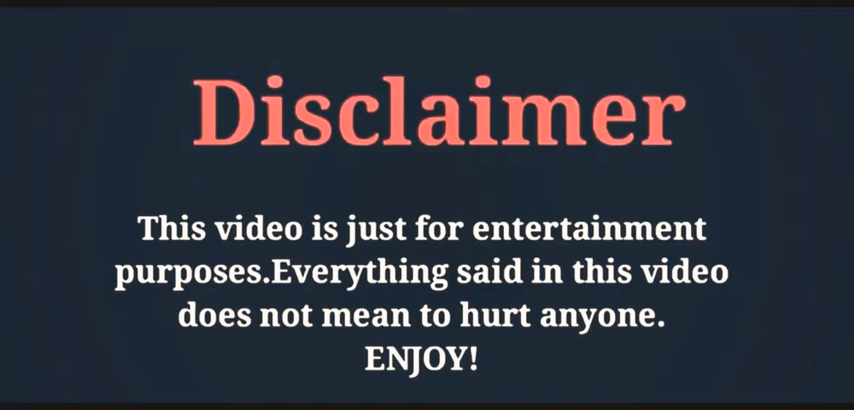 Disclaimer
This video is just for entertainment
purposes.Everything said in this video
does not mean to hurt anyone.
ENJOY!